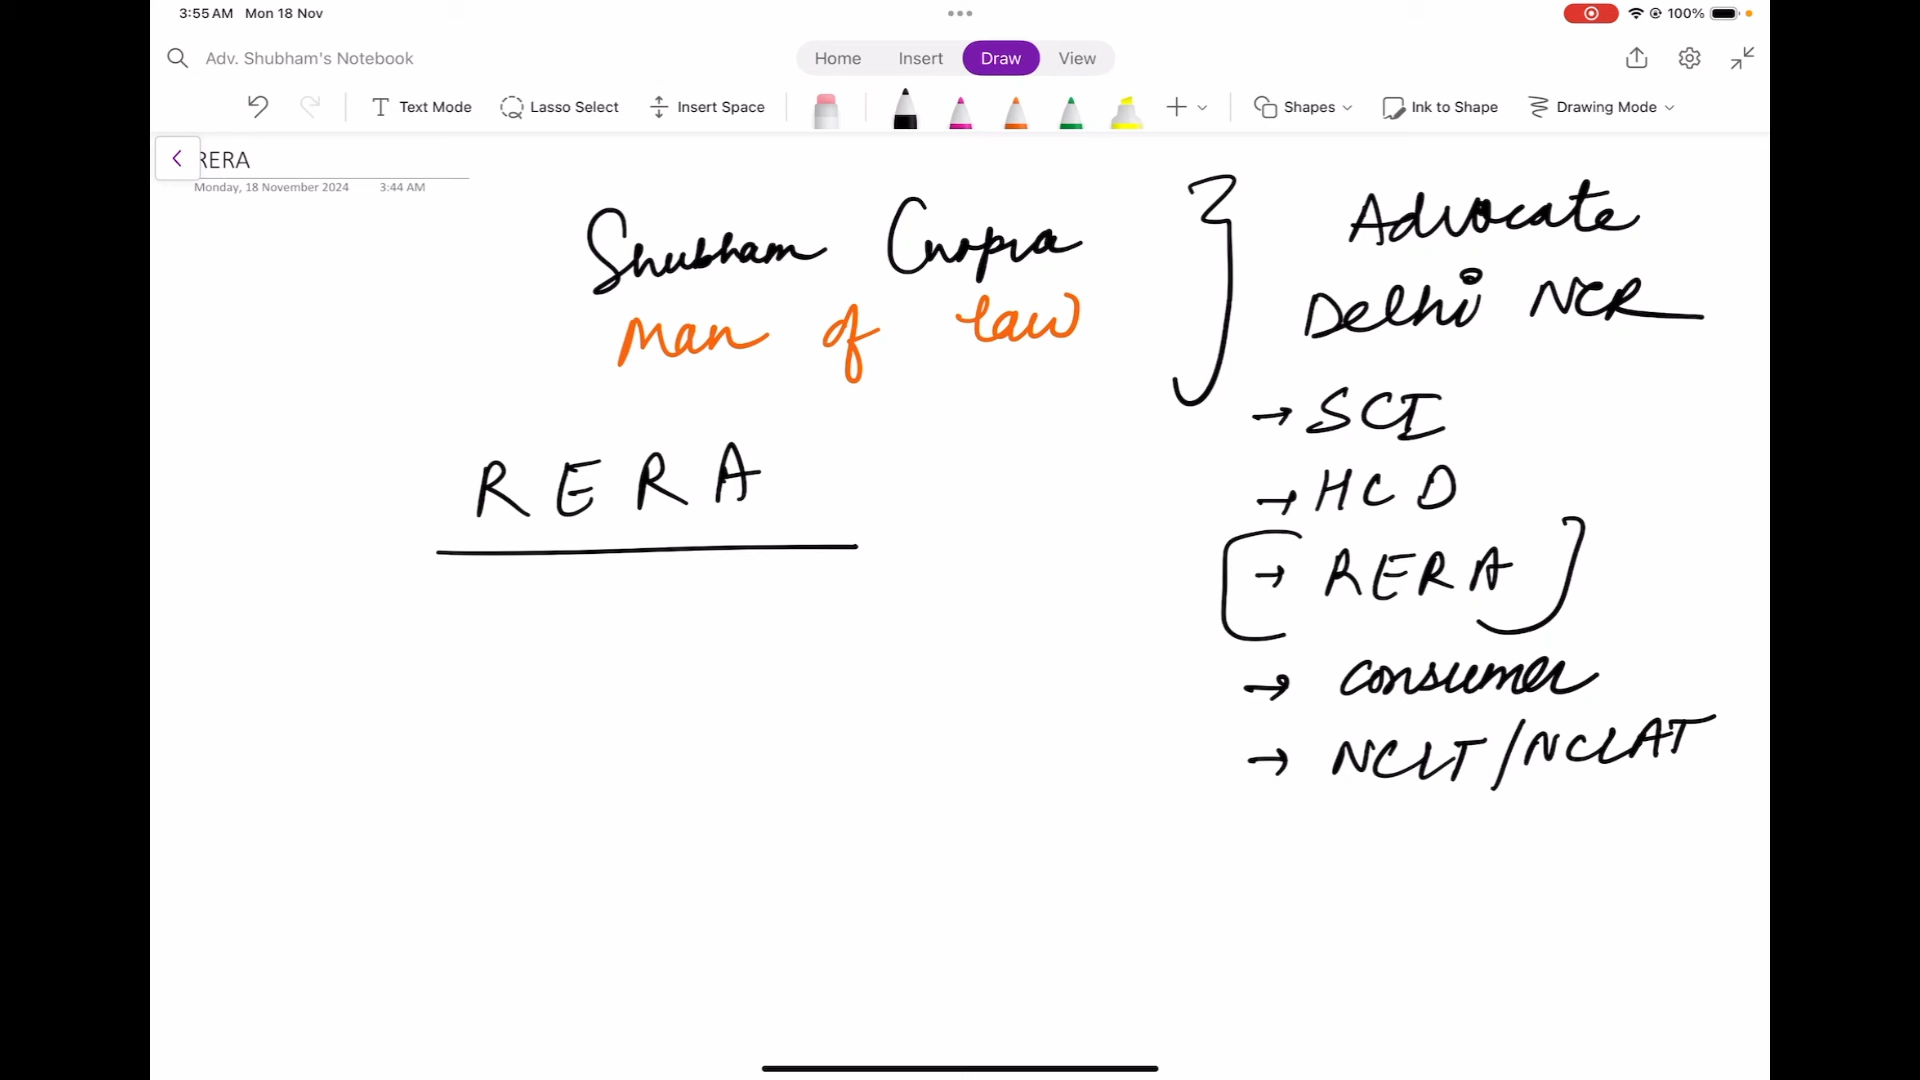 3:55 AM Mon 18 Nov
100%
Adv. Shubham's Notebook
Home Insert Draw View
Text Mode Lasso Select Insert Space Shapes Ink to Shape Drawing Mode
RERA
Monday, 18 November 2024 3:44 AM
Shubham Chopra
Man of law
Advocate
Delhi NCR
→ SCI
→ HCD
→ RERA
→ Consumer
→ NCLT/NCLAT
RERA